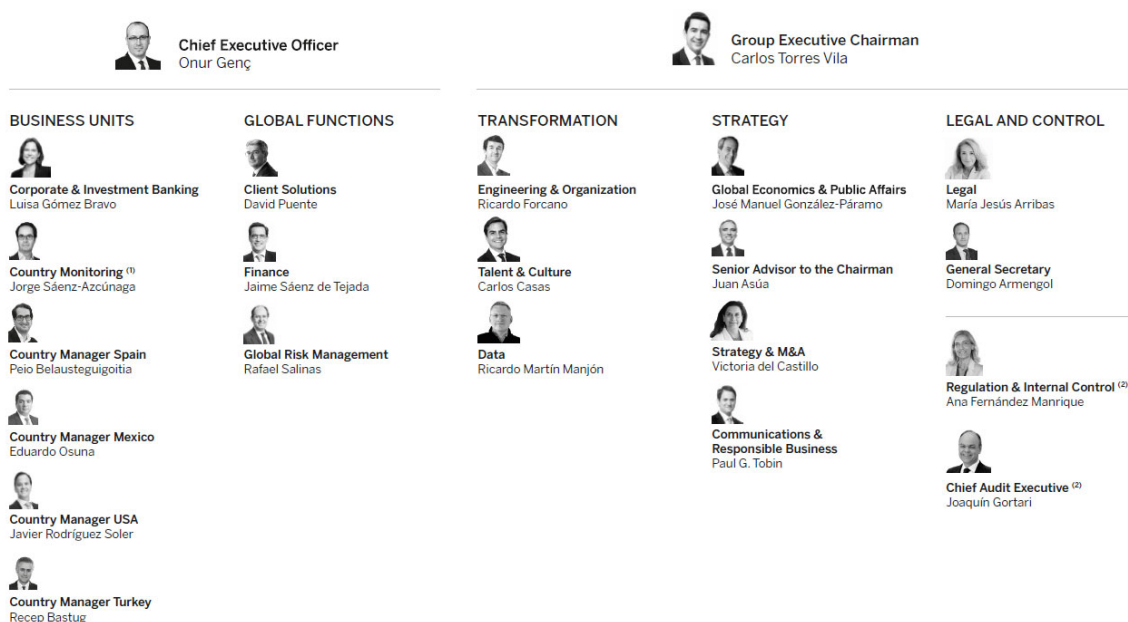 Chief Executive Officer
Onur Genç
Group Executive Chairman
Carlos Torres Vila
BUSINESS UNITS
Corporate & Investment Banking
Luisa Gómez Bravo
Country Monitoring (1)
Jorge Sáenz-Azcúnaga
Country Manager Spain
Peio Belausteguigoitia
Country Manager Mexico
Eduardo Osuna
Country Manager USA
Javier Rodríguez Soler
Country Manager Turkey
Recep Bastug
GLOBAL FUNCTIONS
Client Solutions
David Puente
Finance
Jaime Sáenz de Tejada
Global Risk Management
Rafael Salinas
TRANSFORMATION
Engineering & Organization
Ricardo Forcano
Talent & Culture
Carlos Casas
Data
Ricardo Martín Manjón
STRATEGY
Global Economics & Public Affairs
José Manuel González-Páramo
Senior Advisor to the Chairman
Juan Asúa
Strategy & M&A
Victoria del Castillo
Communications &
Responsible Business
Paul G. Tobin
LEGAL AND CONTROL
Legal
María Jesús Arribas
General Secretary
Domingo Armengol
Regulation & Internal Control (2)
Ana Fernández Manrique
Chief Audit Executive (2)
Joaquín Gortari